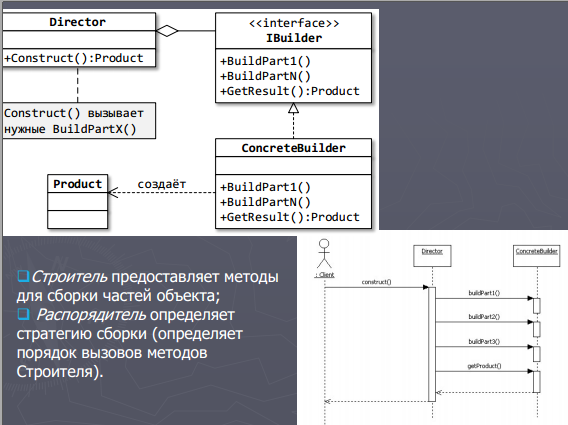 Director
+Construct():Product
Construct() вызывает
нужные BuildPartX()
<<interface>>
IBuilder
+BuildPart1()
+BuildPartN()
+GetResult():Product
ConcreteBuilder
+BuildPart1()
+BuildPartN()
+GetResult():Product
Product
создаёт
Строитель предоставляет методы
для сборки частей объекта;
Распорядитель определяет
стратегию сборки (определяет
порядок вызовов методов
Строителя).
: Client
Director
ConcreteBuilder
construct()
buildPart1()
buildPart2()
buildPart3()
getProduct()